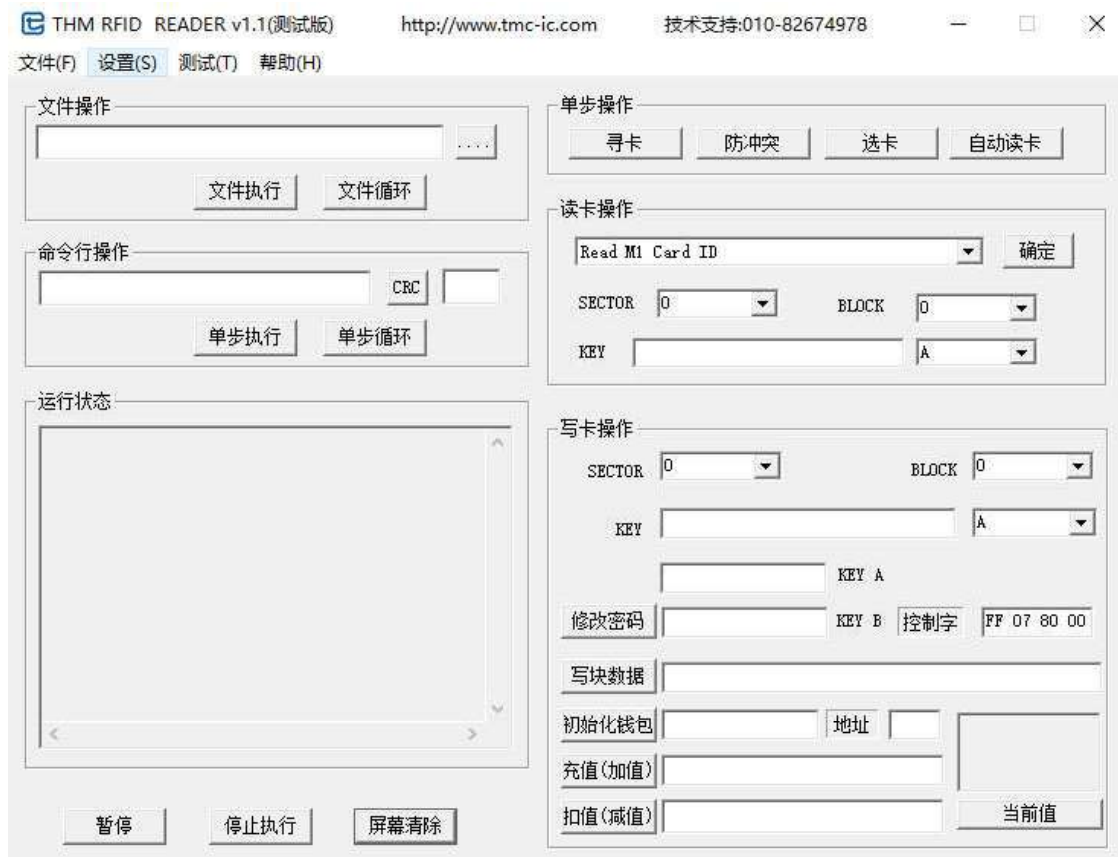 THM RFID READER v1.1(测试版) http://www.tmc-ic.com 技术支持:010-82674978
文件(F) 设置(S) 测试(T) 帮助(H)
文件操作
....
文件执行 文件循环
命令行操作
CRC
单步执行 单步循环
运行状态
暂停 停止执行 屏幕清除
单步操作
寻卡 防冲突 选卡 自动读卡
读卡操作
Read M1 Card ID 确定
SECTOR 0 BLOCK 0
KEY A
写卡操作
SECTOR 0 BLOCK 0
KEY A
KEY A
修改密码 KEY B 控制字 FF 07 80 00
写块数据
初始化钱包 地址
充值(加值)
扣值(减值) 当前值